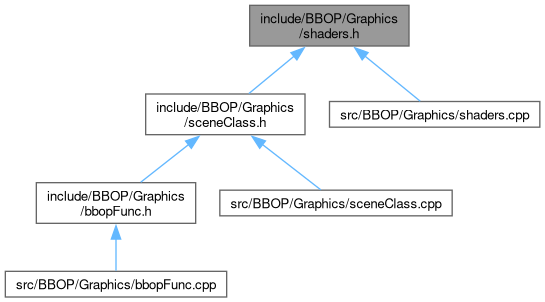 include/BBOP/Graphics
/shaders.h
include/BBOP/Graphics
/sceneClass.h
src/BBOP/Graphics/shaders.cpp
include/BBOP/Graphics
/bbopFunc.h
src/BBOP/Graphics/sceneClass.cpp
src/BBOP/Graphics/bbopFunc.cpp